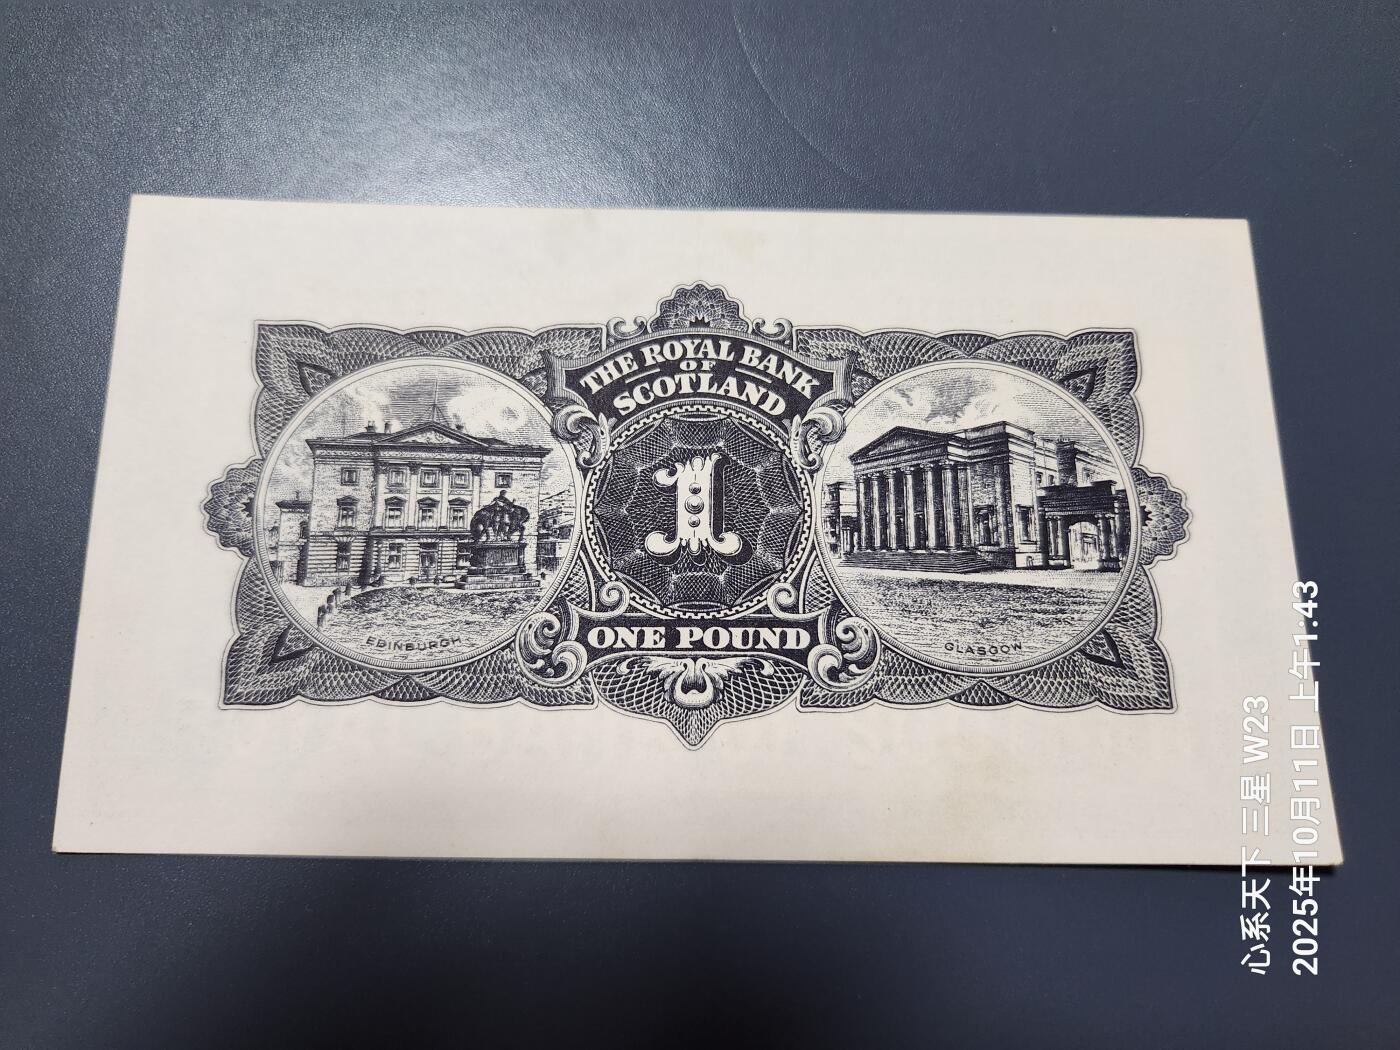 THE ROYAL BANK
OF
SCOTLAND
1
ONE POUND
EDINBURGH
GLASGOW
心系天下 三星 W23
2025年10月11日 上午1:43